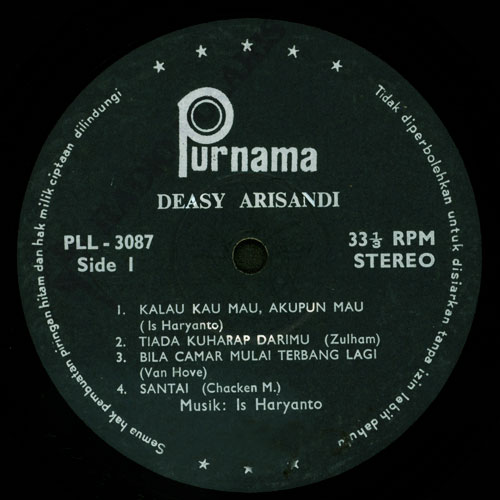 Purnama
DEASY ARISANDI
PLL - 3087
Side 1
33⅓ RPM
STEREO
1. KALAU KAU MAU, AKUPUN MAU
( Is Haryanto)
2. TIADA KUHARAP DARIMU (Zulham)
3. BILA CAMAR MULAI TERBANG LAGI
(Van Hove)
4. SANTAI (Chacken M.)
Musik: Is Haryanto
Semua hak pembuatan piringan hitam dan hak milik ciptaan dilindungi
Tidak diperbolehkan untuk disiarkan tanpa izin lebih dahulu